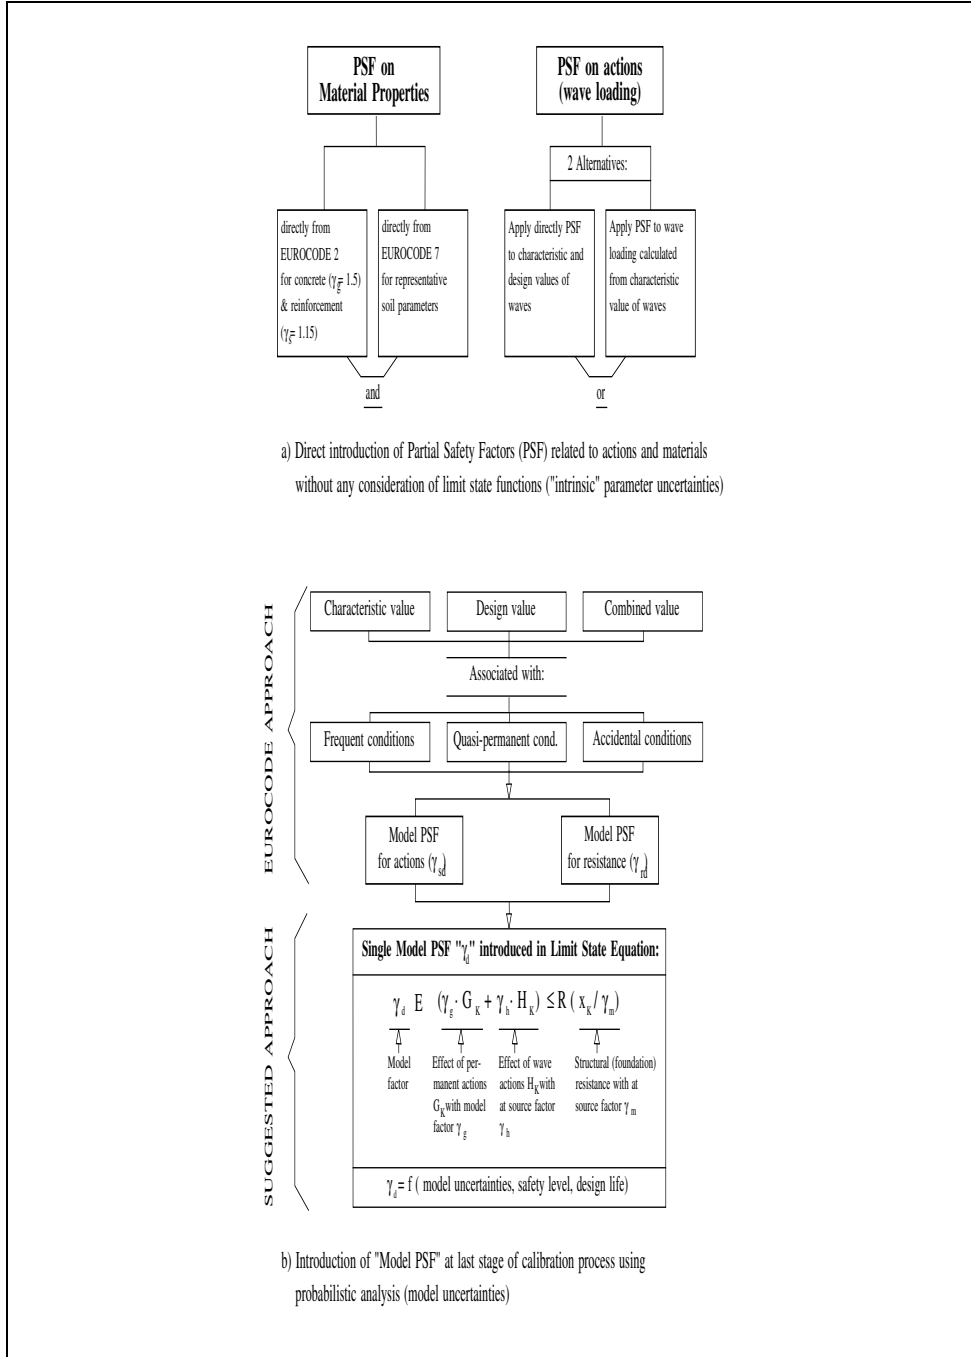 PSF on
Material Properties
PSF on actions
(wave loading)
2 Alternatives:
directly from
EUROCODE 2
for concrete (γg= 1.5)
& reinforcement
(γs= 1.15)
directly from
EUROCODE 7
for representative
soil parameters
Apply directly PSF
to characteristic and
design values of
waves
Apply PSF to wave
loading calculated
from characteristic
value of waves
and
or
a) Direct introduction of Partial Safety Factors (PSF) related to actions and materials
without any consideration of limit state functions ("intrinsic" parameter uncertainties)
EUROCODE APPROACH
Characteristic value
Design value
Combined value
Associated with:
Frequent conditions
Quasi-permanent cond.
Accidental conditions
Model PSF
for actions (γsd)
Model PSF
for resistance (γrd)
SUGGESTED APPROACH
Single Model PSF "γd" introduced in Limit State Equation:
γd E (γg · GK + γh · HK) ≤ R ( xK / γm)
Model
factor
Effect of per-
manent actions
GK with model
factor γg
Effect of wave
actions HK with
at source factor
γh
Structural (foundation)
resistance with at
source factor γm
γd = f ( model uncertainties, safety level, design life)
b) Introduction of "Model PSF" at last stage of calibration process using
probabilistic analysis (model uncertainties)